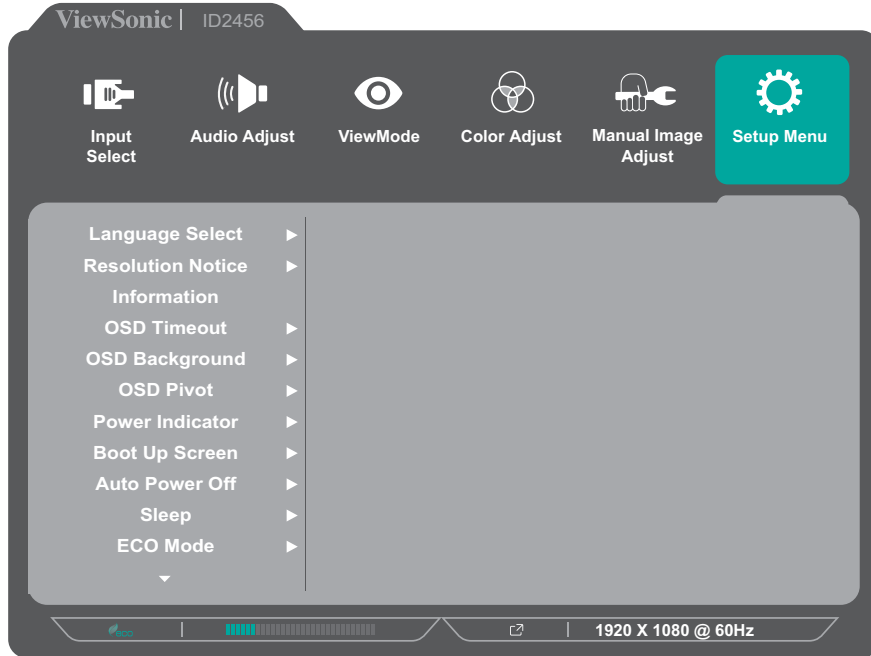 ViewSonic | ID2456
Input
Select
Audio Adjust
ViewMode
Color Adjust
Manual Image
Adjust
Setup Menu
Language Select
Resolution Notice
Information
OSD Timeout
OSD Background
OSD Pivot
Power Indicator
Boot Up Screen
Auto Power Off
Sleep
ECO Mode
eco
1920 X 1080 @ 60Hz